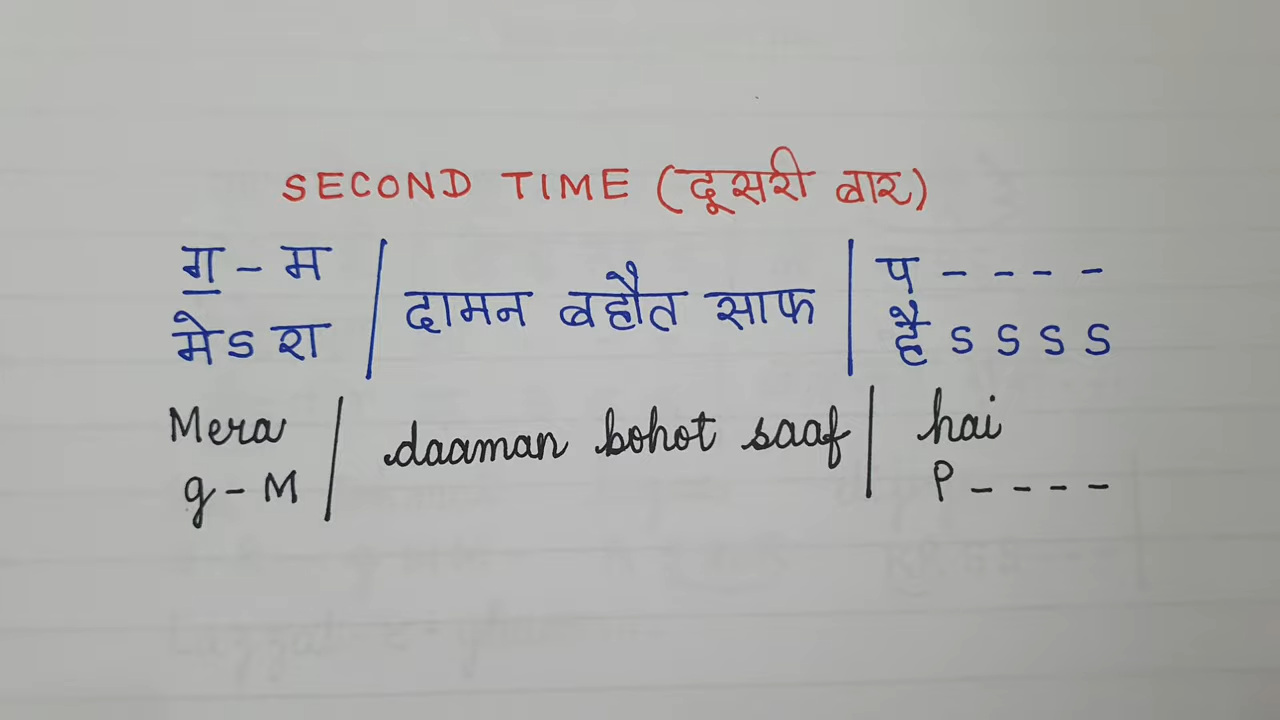 SECOND TIME (दूसरी बार)
ग॒ - म | दामन बहौत साफ | प - - - -
मेऽ रा | है ऽ ऽ ऽ ऽ
Mera | daaman bohot saaf | hai
g - M | P - - - -